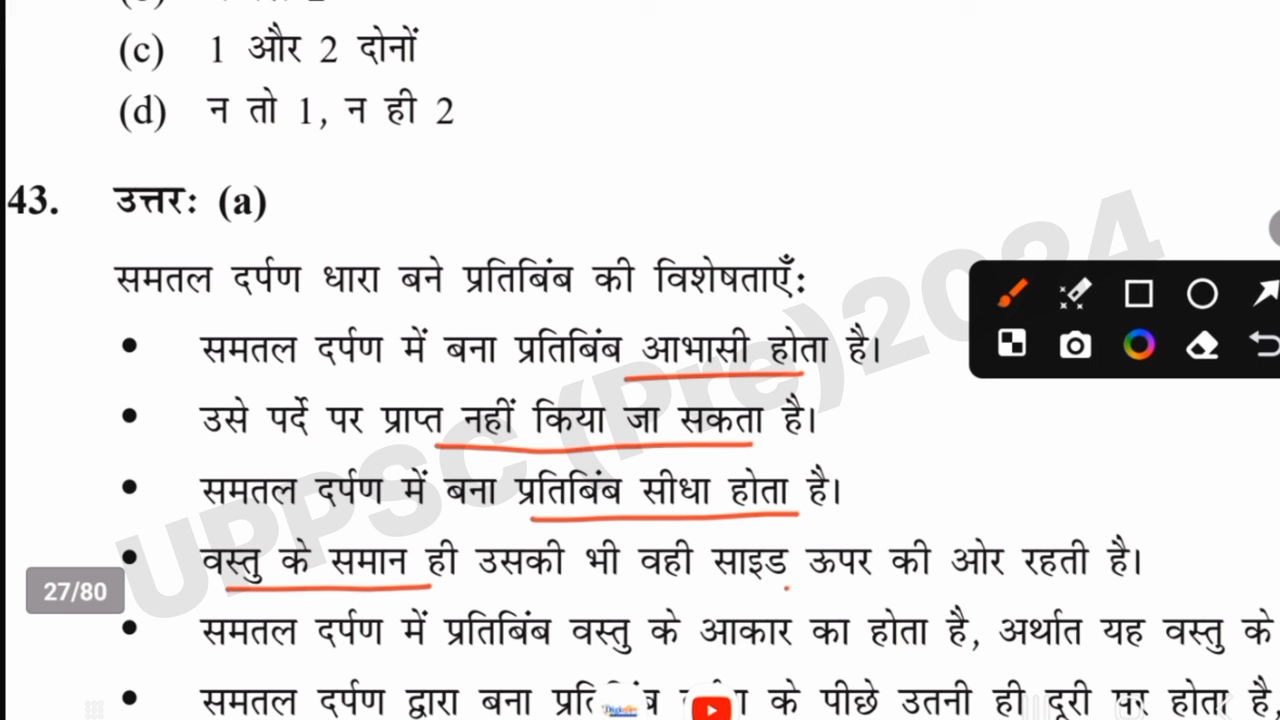 (c) 1 और 2 दोनों
(d) न तो 1, न ही 2
43. उत्तरः (a)
समतल दर्पण धारा बने प्रतिबिंब की विशेषताएँः
• समतल दर्पण में बना प्रतिबिंब आभासी होता है।
• उसे पर्दे पर प्राप्त नहीं किया जा सकता है।
• समतल दर्पण में बना प्रतिबिंब सीधा होता है।
• वस्तु के समान ही उसकी भी वही साइड ऊपर की ओर रहती है।
27/80
• समतल दर्पण में प्रतिबिंब वस्तु के आकार का होता है, अर्थात यह वस्तु के
• समतल दर्पण द्वारा बना के पीछे उतनी ही दूरी पर होता है,
UPPSC (Pre) 2024